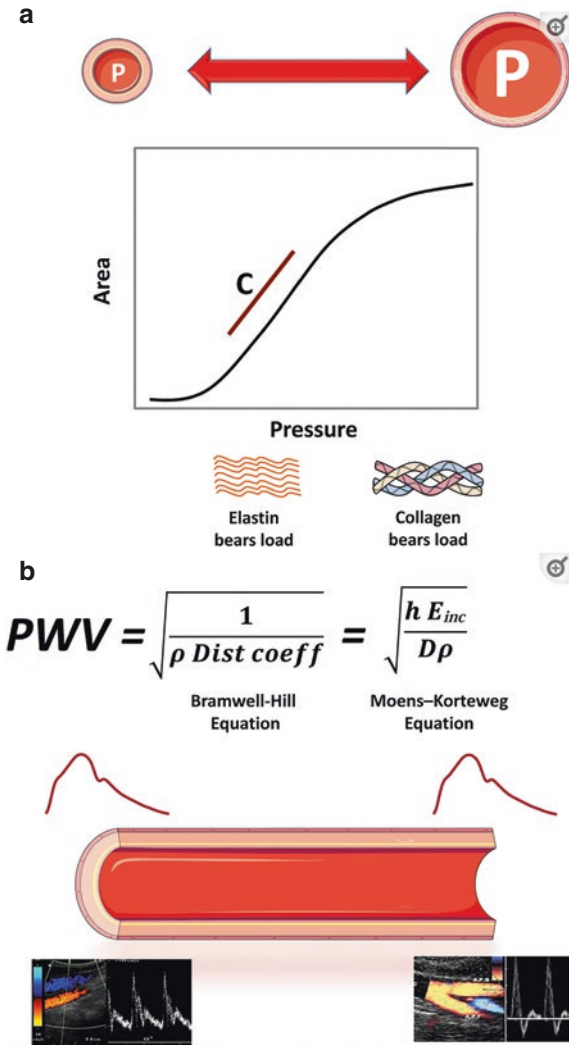 a
P
P
Area
C
Pressure
Elastin
bears load
Collagen
bears load
b
PWV = √(1 / (ρ Dist coeff)) = √(h E_inc / (Dρ))
Bramwell-Hill
Equation
Moens–Korteweg
Equation